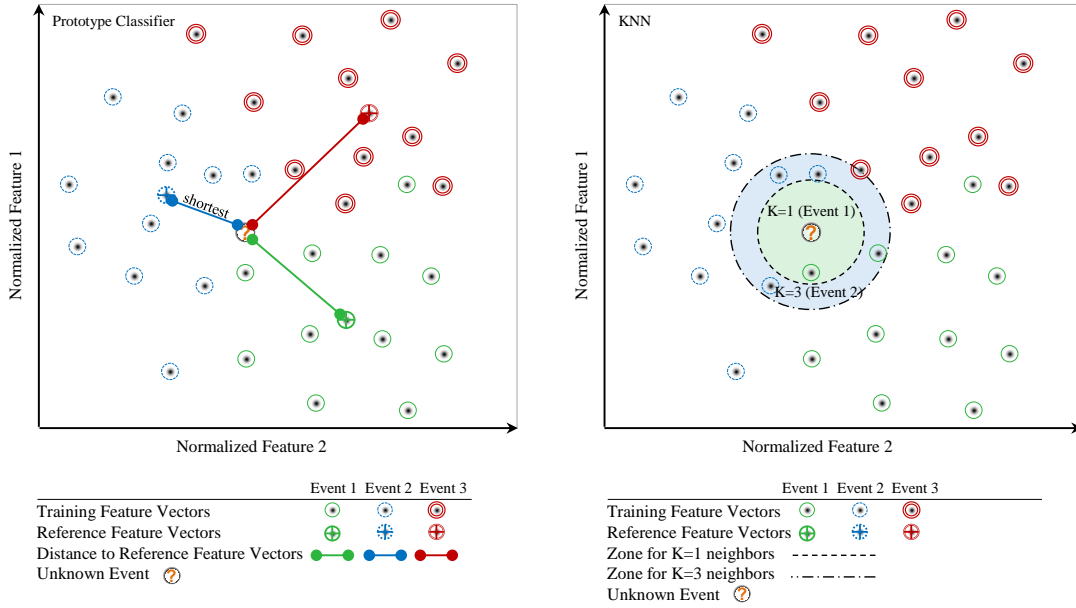 Prototype Classifier
Normalized Feature 1
shortest
?
Normalized Feature 2
Event 1 Event 2 Event 3
Training Feature Vectors
Reference Feature Vectors
Distance to Reference Feature Vectors
Unknown Event ?
KNN
Normalized Feature 1
K=1 (Event 1)
?
K=3 (Event 2)
Normalized Feature 2
Event 1 Event 2 Event 3
Training Feature Vectors
Reference Feature Vectors
Zone for K=1 neighbors
Zone for K=3 neighbors
Unknown Event ?